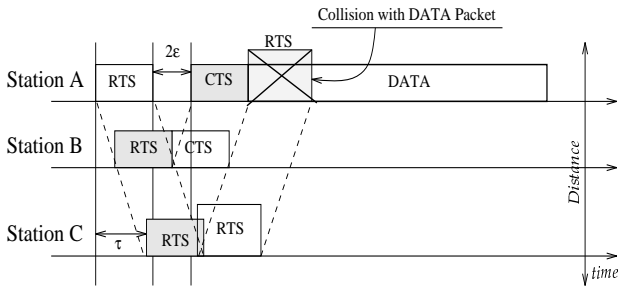 Collision with DATA Packet
2ε
RTS
Station A
RTS
CTS
DATA
Station B
RTS
CTS
Distance
Station C
τ
RTS
RTS
time